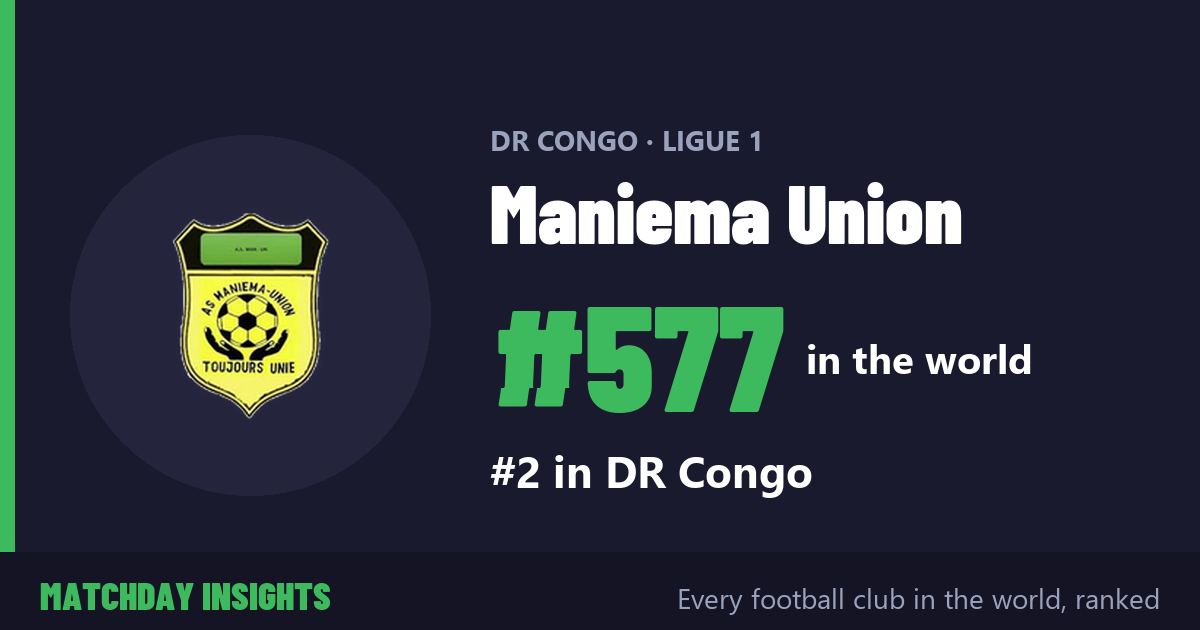 DR CONGO · LIGUE 1
Maniema Union
#577 in the world
#2 in DR Congo
AS MANIEMA-UNION
TOUJOURS UNIE
MATCHDAY INSIGHTS
Every football club in the world, ranked